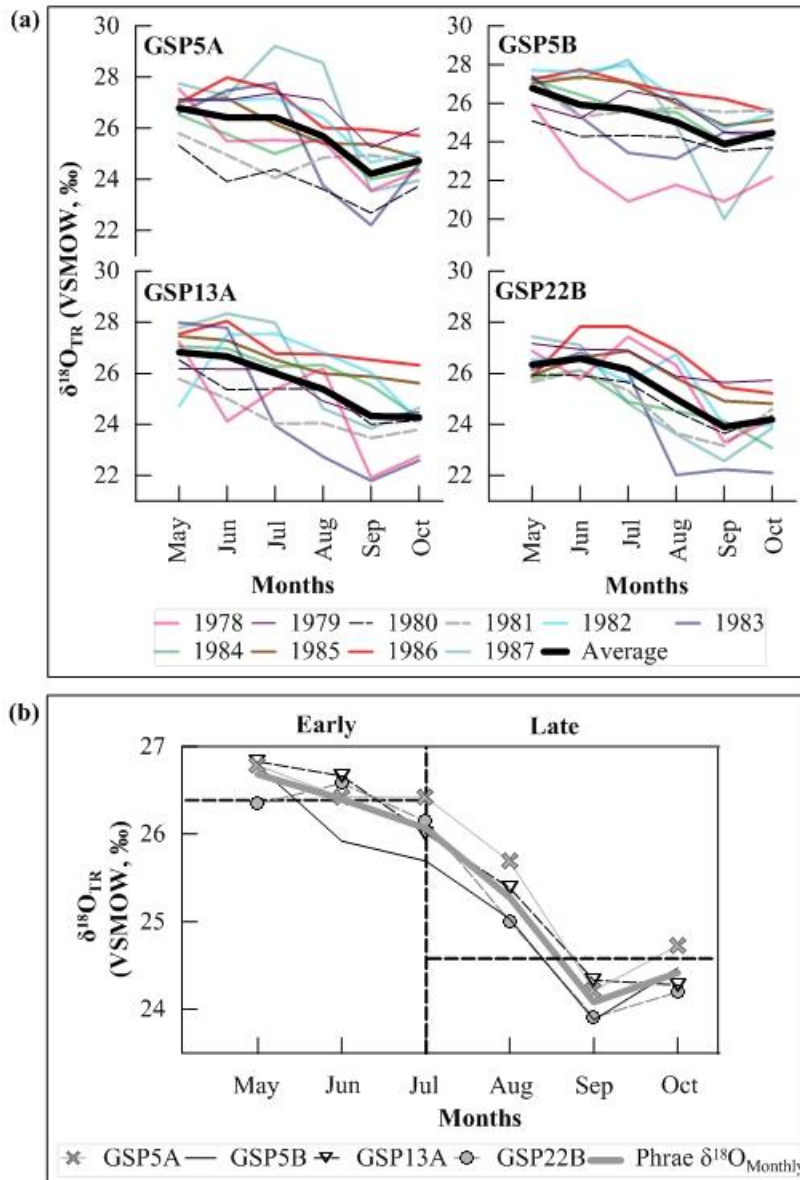 (a)
GSP5A
GSP5B
30
28
26
24
22
30
28
26
24
22
20
GSP13A
GSP22B
30
28
26
24
22
30
28
26
24
22
δ¹⁸O_TR (VSMOW, ‰)
May Jun Jul Aug Sep Oct
May Jun Jul Aug Sep Oct
Months
Months
1978 1979 1980 1981 1982 1983
1984 1985 1986 1987 Average
(b)
Early Late
27
26
25
24
δ¹⁸O_TR
(VSMOW, ‰)
May Jun Jul Aug Sep Oct
Months
GSP5A GSP5B GSP13A GSP22B Phrae δ¹⁸O_Monthly